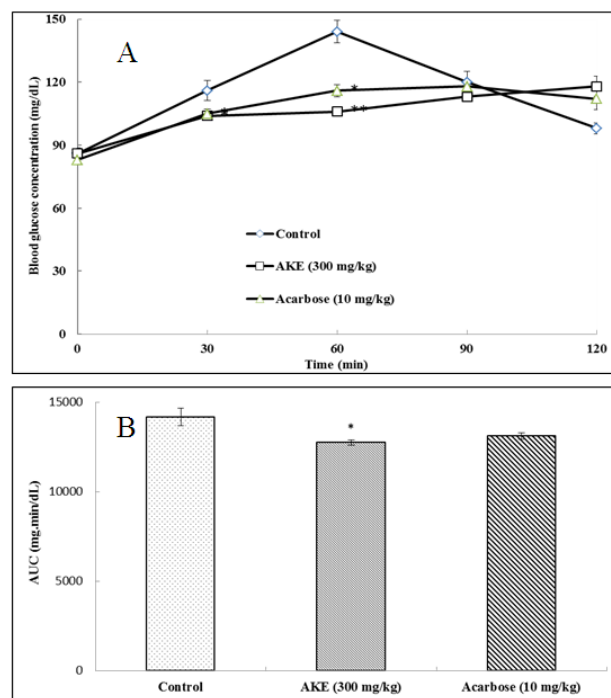 A
150
120
90
60
30
0
Blood glucose concentration (mg/dL)
*
*
**
Control
AKE (300 mg/kg)
Acarbose (10 mg/kg)
0 30 60 90 120
Time (min)
B
15000
10000
5000
0
AUC (mg.min/dL)
*
Control AKE (300 mg/kg) Acarbose (10 mg/kg)